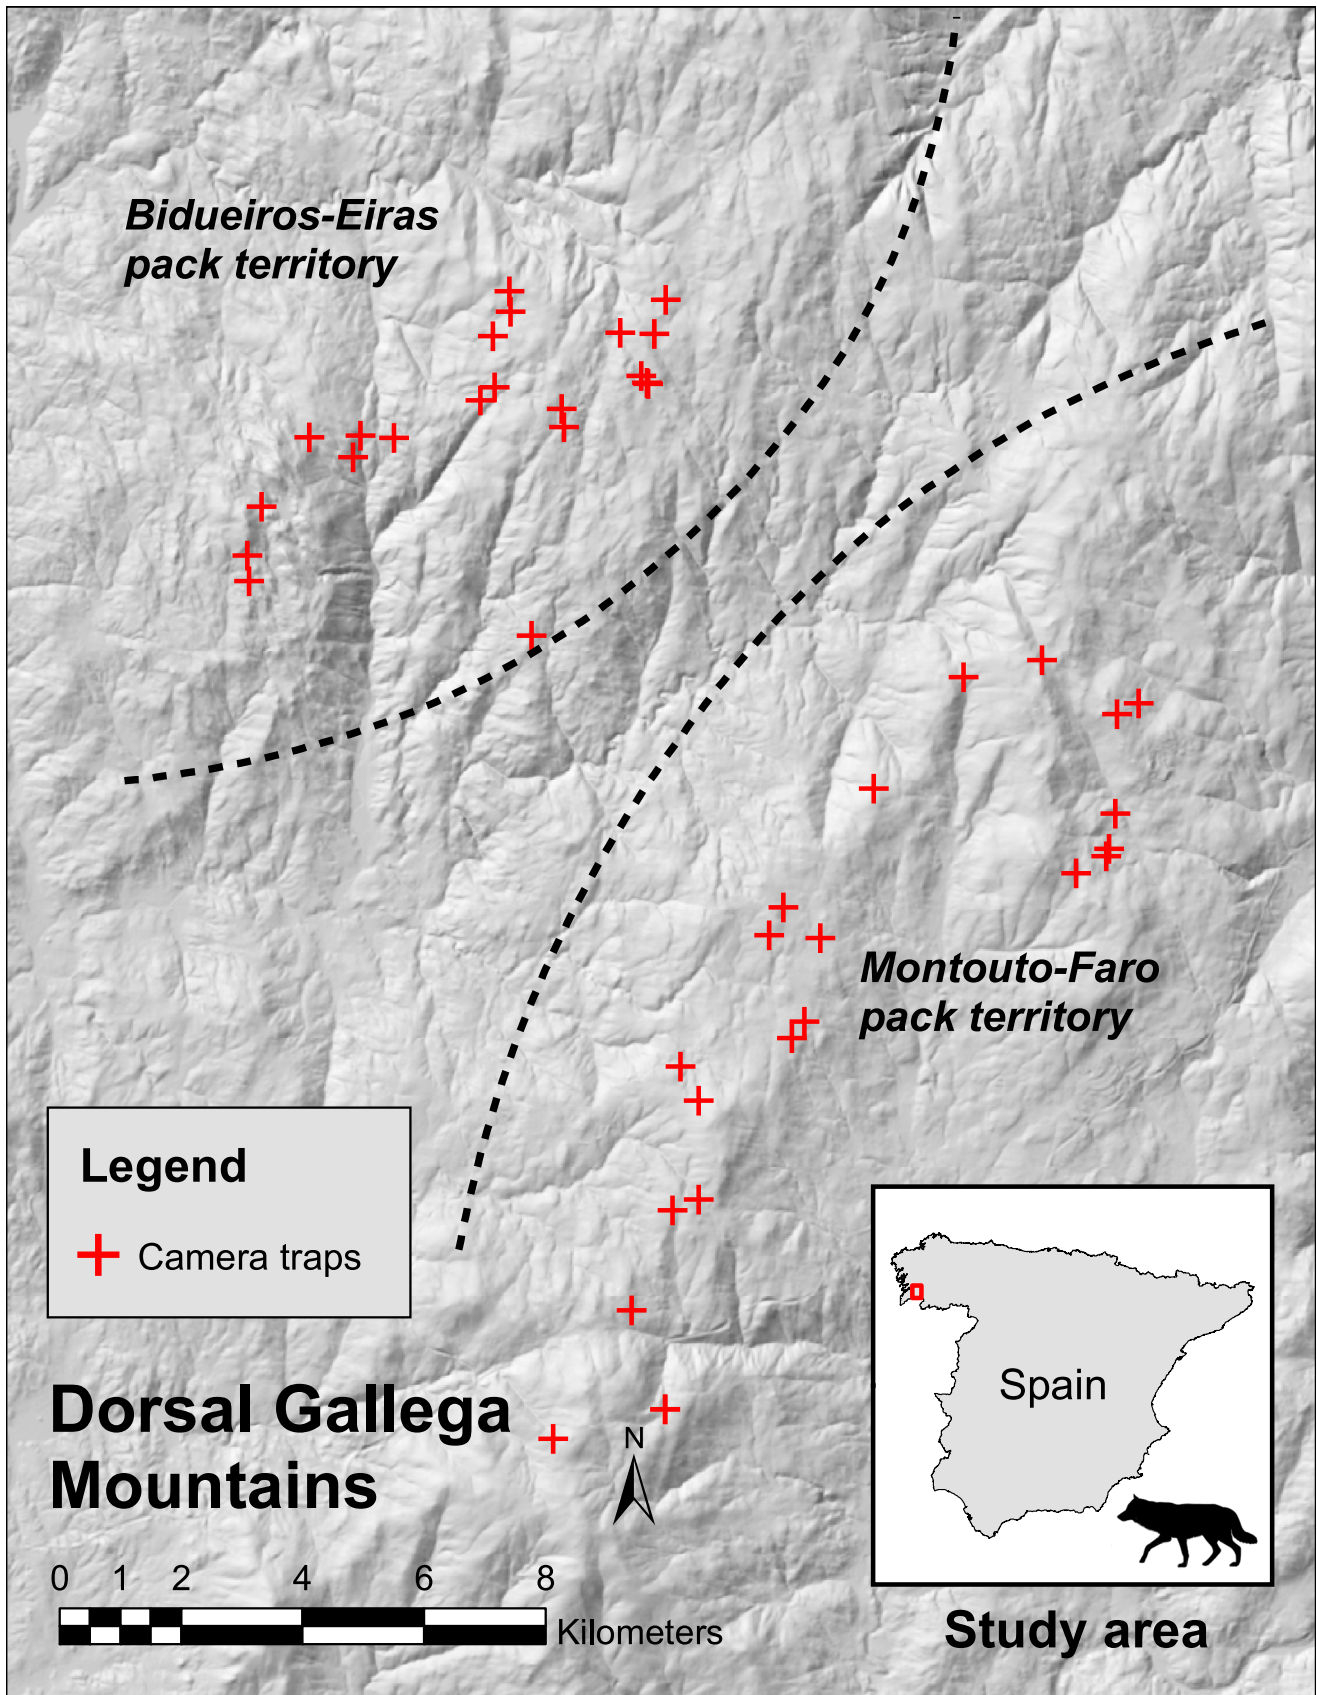 Bidueiros-Eiras
pack territory
Montouto-Faro
pack territory
Legend
Camera traps
Dorsal Gallega
Mountains
N
0 1 2 4 6 8
Kilometers
Spain
Study area